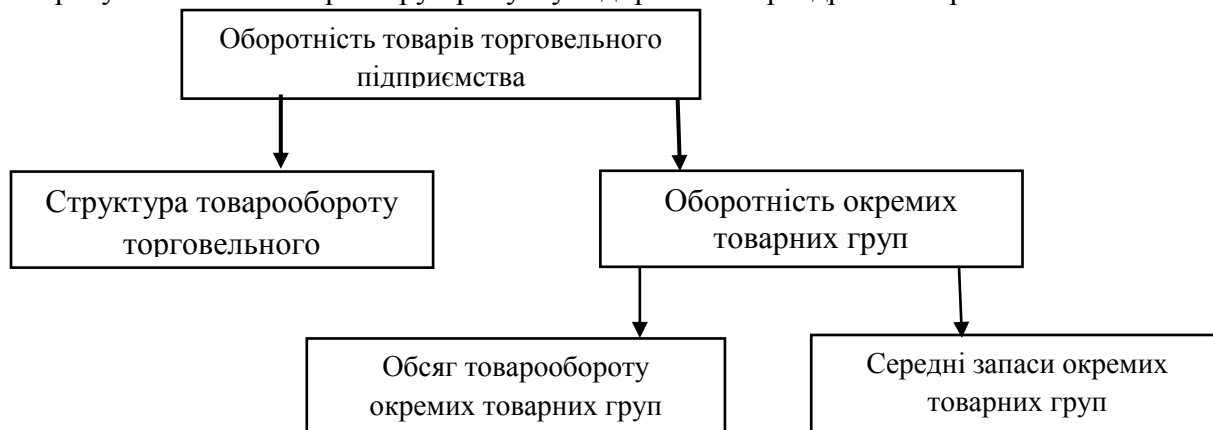 Оборотність товарів торговельного
підприємства
Структура товарообороту
торговельного
Оборотність окремих
товарних груп
Обсяг товарообороту
окремих товарних груп
Середні запаси окремих
товарних груп